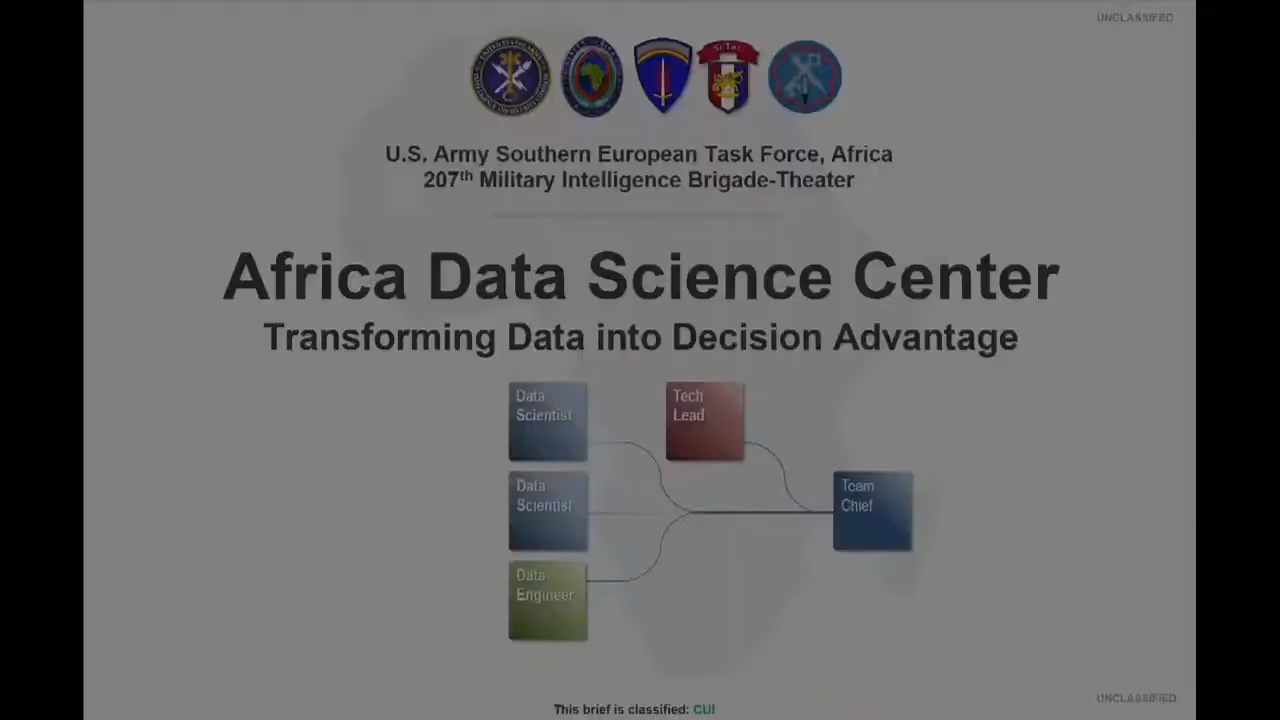 UNCLASSIFIED
SETAF
U.S. Army Southern European Task Force, Africa
207th Military Intelligence Brigade-Theater
Africa Data Science Center
Transforming Data into Decision Advantage
Data
Scientist
Tech
Lead
Data
Scientist
Team
Chief
Data
Engineer
UNCLASSIFIED
This brief is classified: CUI